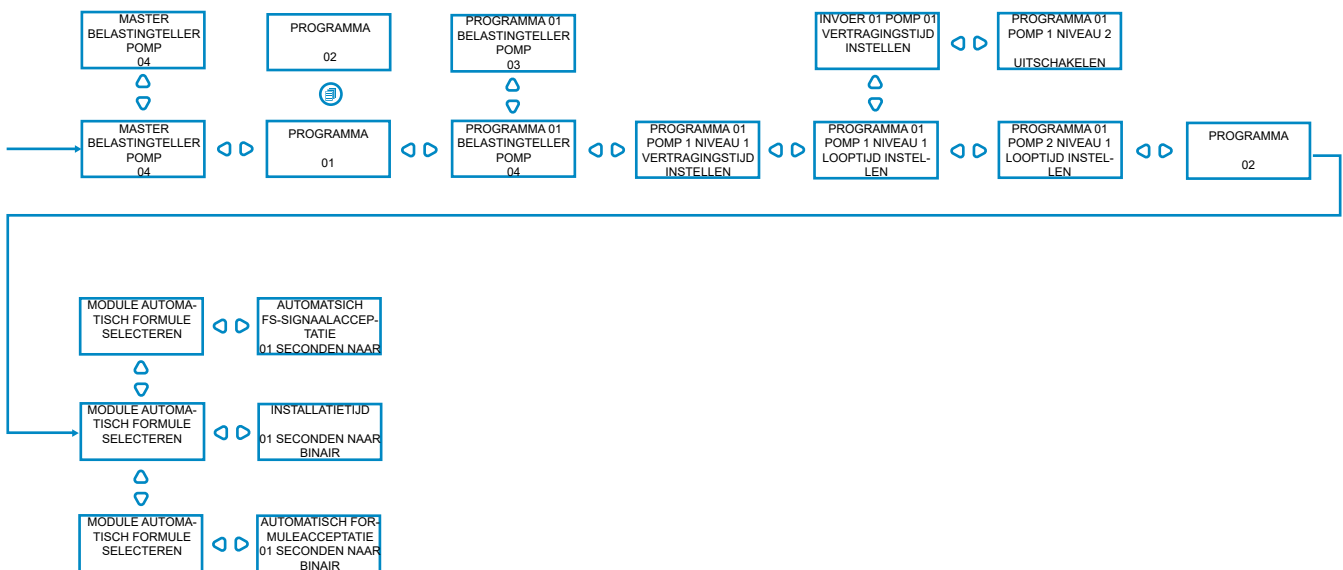 MASTER
BELASTINGTELLER
POMP
04
PROGRAMMA
02
PROGRAMMA 01
BELASTINGTELLER
POMP
03
INVOER 01 POMP 01
VERTRAGINGSTIJD
INSTELLEN
PROGRAMMA 01
POMP 1 NIVEAU 2
UITSCHAKELEN
MASTER
BELASTINGTELLER
POMP
04
PROGRAMMA
01
PROGRAMMA 01
BELASTINGTELLER
POMP
04
PROGRAMMA 01
POMP 1 NIVEAU 1
VERTRAGINGSTIJD
INSTELLEN
PROGRAMMA 01
POMP 1 NIVEAU 1
LOOPTIJD INSTEL-
LEN
PROGRAMMA 01
POMP 2 NIVEAU 1
LOOPTIJD INSTEL-
LEN
PROGRAMMA
02
MODULE AUTOMA-
TISCH FORMULE
SELECTEREN
AUTOMATSICH
FS-SIGNAALACCEP-
TATIE
01 SECONDEN NAAR
MODULE AUTOMA-
TISCH FORMULE
SELECTEREN
INSTALLATIETIJD
01 SECONDEN NAAR
BINAIR
MODULE AUTOMA-
TISCH FORMULE
SELECTEREN
AUTOMATISCH FOR-
MULEACCEPTATIE
01 SECONDEN NAAR
BINAIR